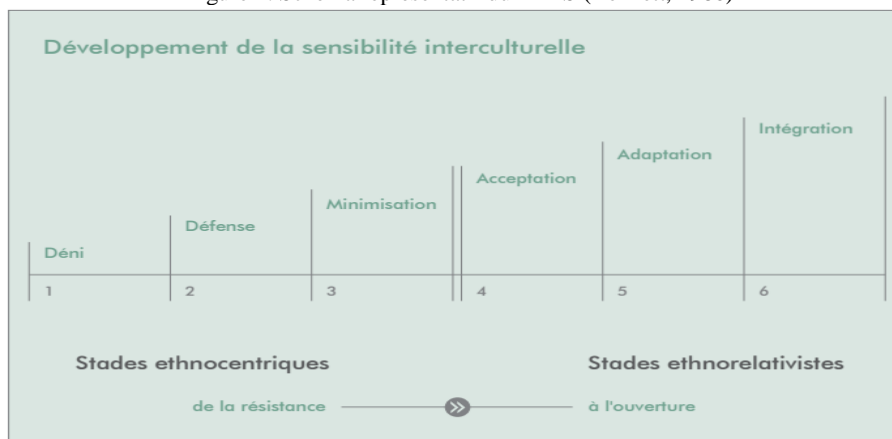 Développement de la sensibilité interculturelle
Intégration
Adaptation
Acceptation
Minimisation
Défense
Déni
1 2 3 4 5 6
Stades ethnocentriques Stades ethnorelativistes
de la résistance à l'ouverture